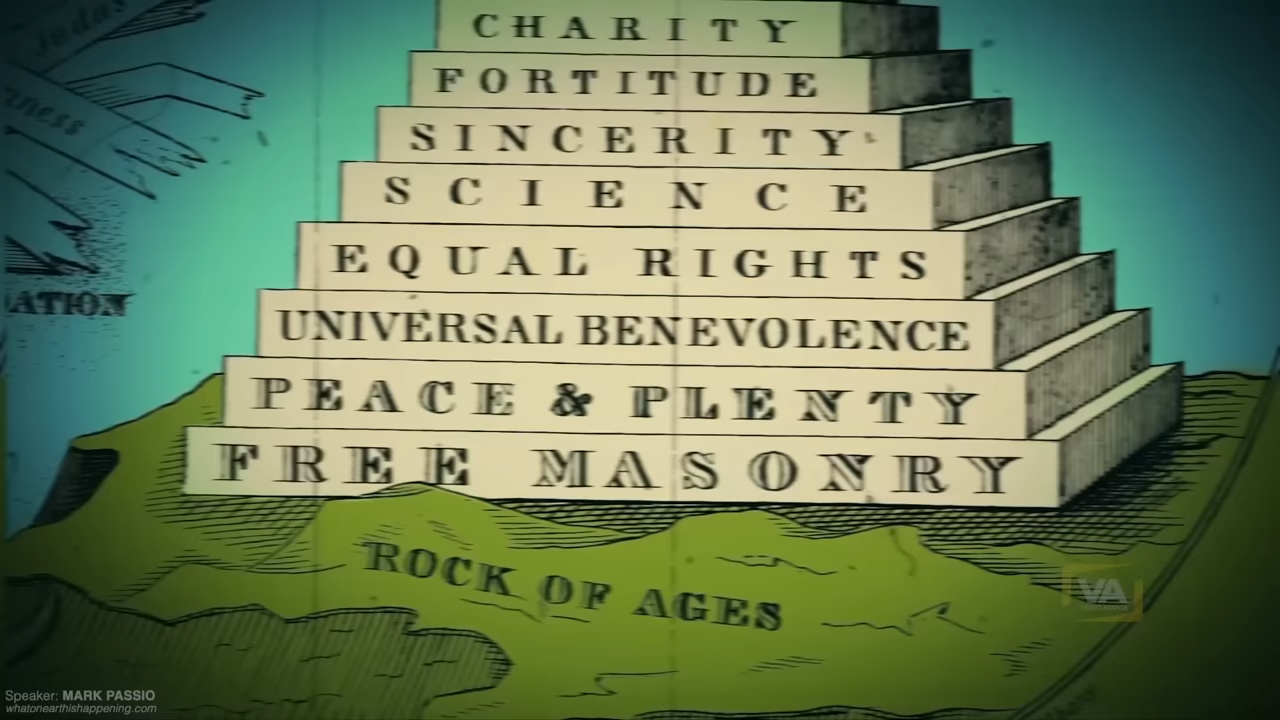 Judas
CHARITY
FORTITUDE
SINCERITY
SCIENCE
EQUAL RIGHTS
UNIVERSAL BENEVOLENCE
PEACE & PLENTY
FREE MASONRY
ROCK OF AGES
VA
Speaker: MARK PASSIO
whatonearthishappening.com